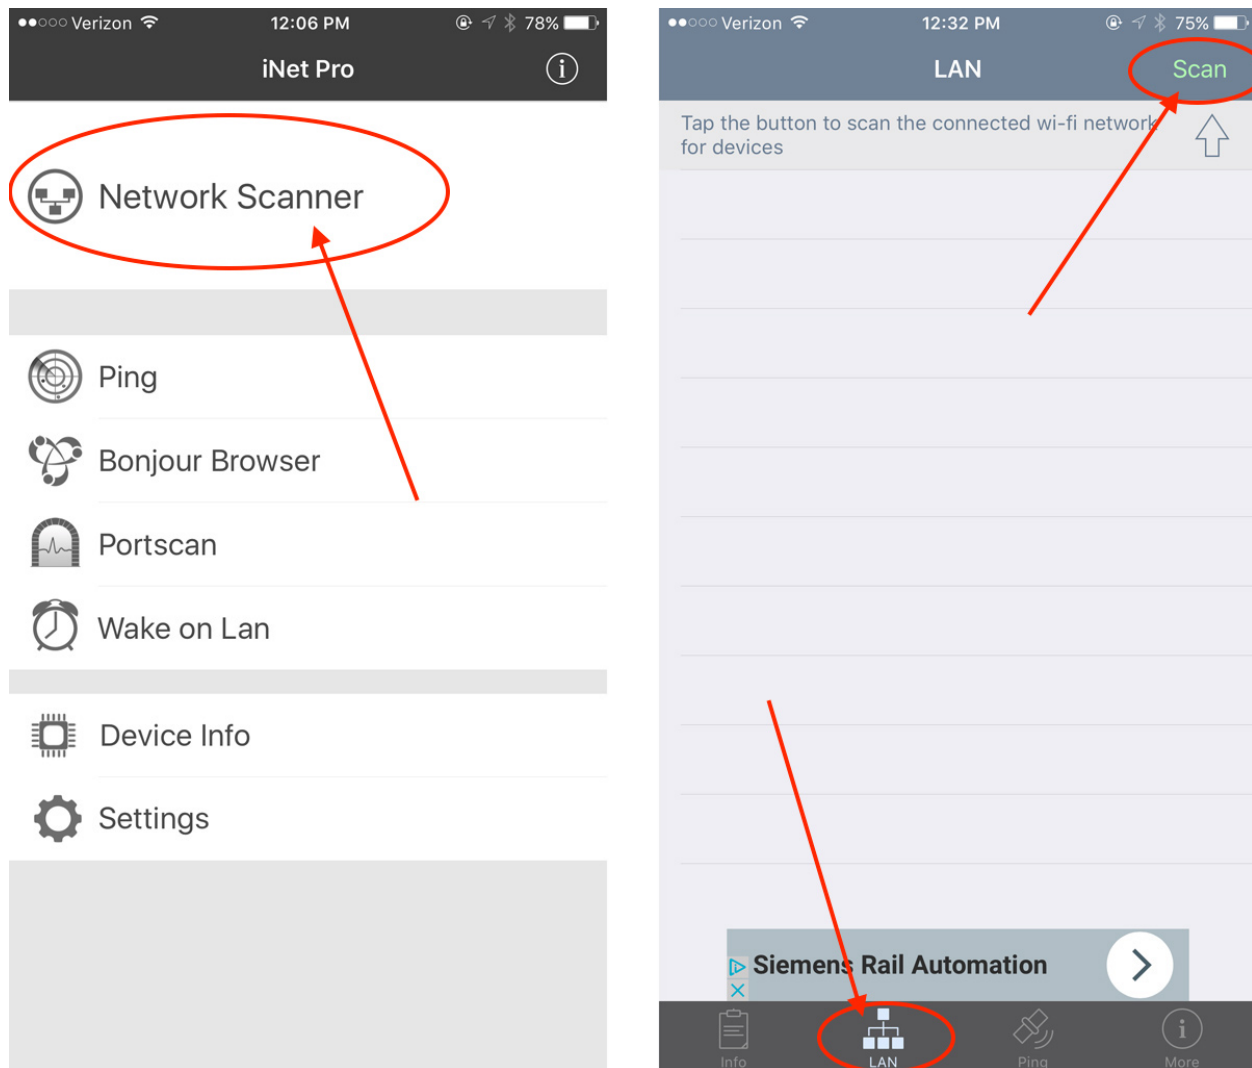 Verizon 12:06 PM 78%
iNet Pro
Network Scanner
Ping
Bonjour Browser
Portscan
Wake on Lan
Device Info
Settings
Verizon 12:32 PM 75%
LAN Scan
Tap the button to scan the connected wi-fi network
for devices
Siemens Rail Automation
Info LAN Ping More